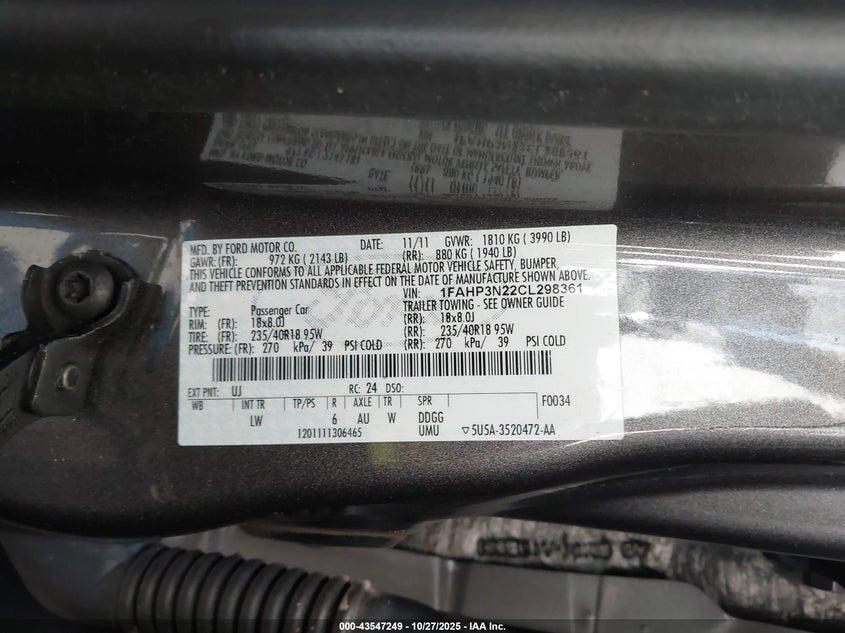 MFD. BY FORD MOTOR CO. DATE: 11/11 GVWR: 1810 KG ( 3990 LB)
GAWR: (FR): 972 KG ( 2143 LB) (RR): 880 KG ( 1940 LB)
THIS VEHICLE CONFORMS TO ALL APPLICABLE FEDERAL MOTOR VEHICLE SAFETY, BUMPER,
AND THEFT PREVENTION STANDARDS IN EFFECT ON THE DATE OF MANUFACTURE SHOWN ABOVE.
VIN: 1FAHP3N22CL298361
TYPE: Passenger Car TRAILER TOWING - SEE OWNER GUIDE
RIM: (FR) 18x8.0J (RR): 18x8.0J
TIRE: (FR) 235/40R18 95W (RR): 235/40R18 95W
PRESSURE: (FR) 270 kPa/ 39 PSI COLD (RR): 270 kPa/ 39 PSI COLD
EXT PNT: UJ RC: 24 DSO: F0034
WB INT TR TP/PS R AXLE TR SPR
LW 6 AU W DDGG
1201111306465 UMU ▽5U5A-3520472-AA
000-43547249 - 10/27/2025 - IAA Inc.